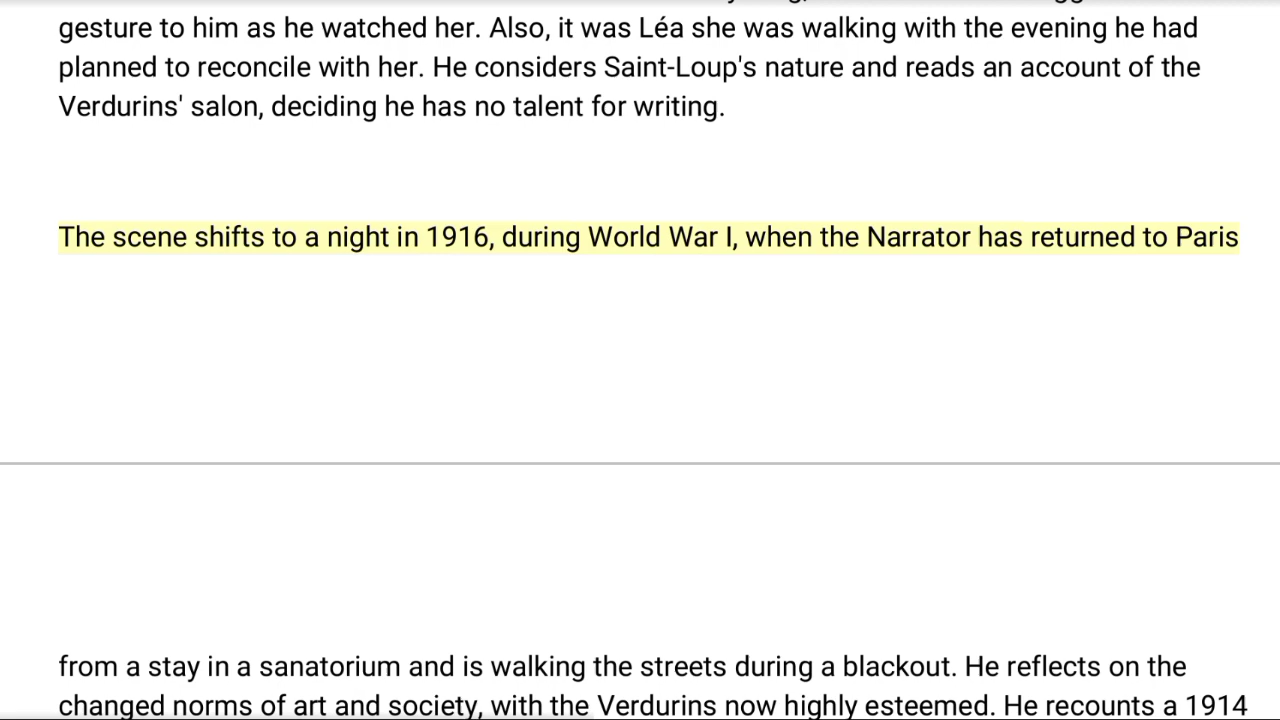 gesture to him as he watched her. Also, it was Léa she was walking with the evening he had
planned to reconcile with her. He considers Saint-Loup's nature and reads an account of the
Verdurins' salon, deciding he has no talent for writing.
The scene shifts to a night in 1916, during World War I, when the Narrator has returned to Paris
from a stay in a sanatorium and is walking the streets during a blackout. He reflects on the
changed norms of art and society, with the Verdurins now highly esteemed. He recounts a 1914